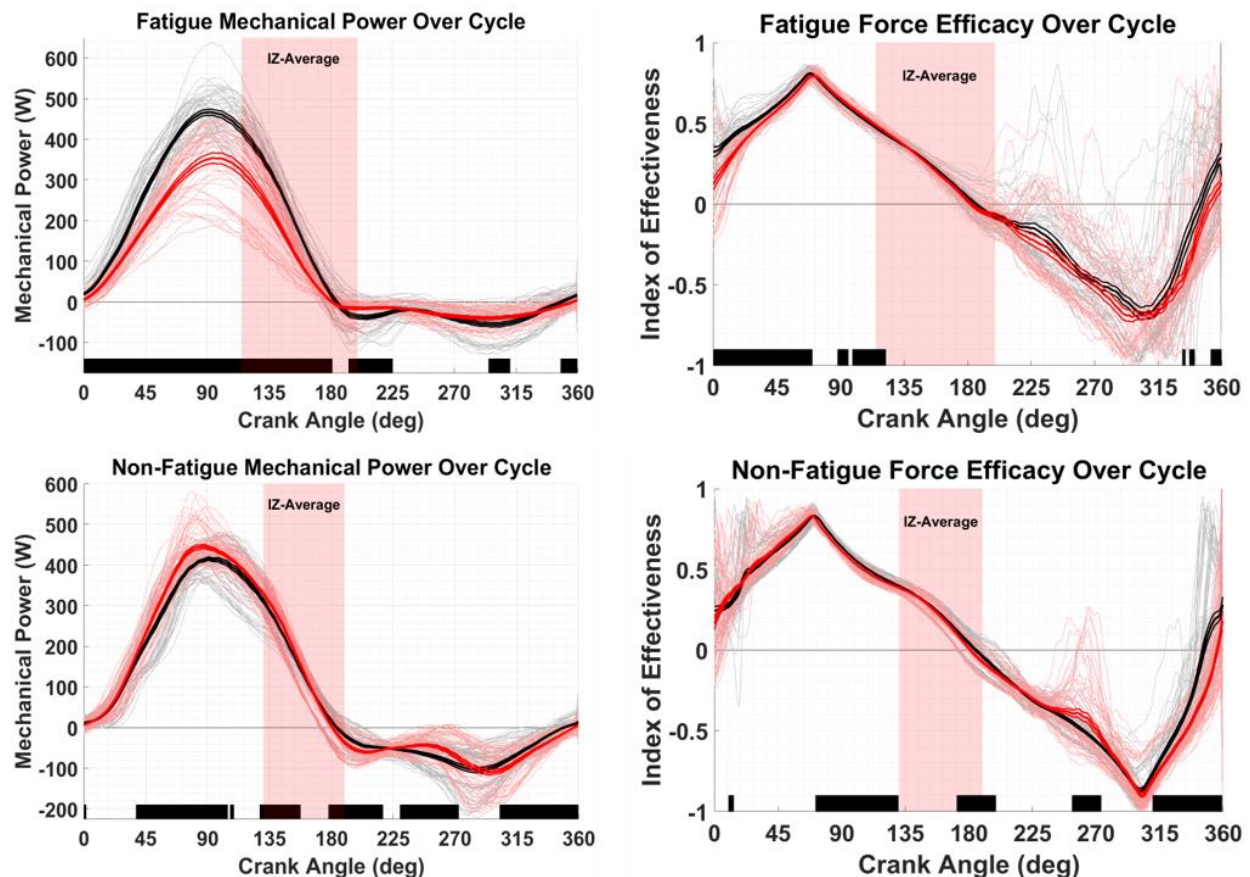 Fatigue Mechanical Power Over Cycle
600
500
400
300
200
100
0
-100
Mechanical Power (W)
IZ-Average
0 45 90 135 180 225 270 315 360
Crank Angle (deg)
Fatigue Force Efficacy Over Cycle
1
0.5
0
-0.5
-1
Index of Effectiveness
IZ-Average
0 45 90 135 180 225 270 315 360
Crank Angle (deg)
Non-Fatigue Mechanical Power Over Cycle
600
500
400
300
200
100
0
-100
-200
Mechanical Power (W)
IZ-Average
0 45 90 135 180 225 270 315 360
Crank Angle (deg)
Non-Fatigue Force Efficacy Over Cycle
1
0.5
0
-0.5
-1
Index of Effectiveness
IZ-Average
0 45 90 135 180 225 270 315 360
Crank Angle (deg)